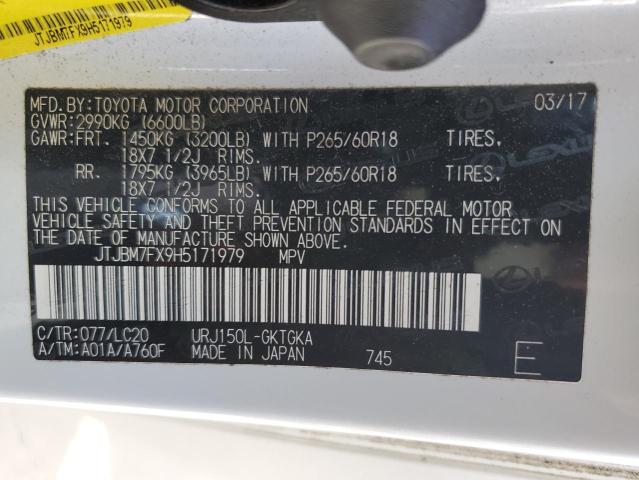 JTJBM7FX9H5171979
MFD.BY:TOYOTA MOTOR CORPORATION 03/17
GVWR:2990KG (6600LB)
GAWR:FRT. 1450KG (3200LB) WITH P265/60R18 TIRES,
18X7 1/2J RIMS.
RR. 1795KG (3965LB) WITH P265/60R18 TIRES,
18X7 1/2J RIMS.
THIS VEHICLE CONFORMS TO ALL APPLICABLE FEDERAL MOTOR
VEHICLE SAFETY AND THEFT PREVENTION STANDARDS IN EFFECT ON
THE DATE OF MANUFACTURE SHOWN ABOVE.
JTJBM7FX9H5171979 MPV
C/TR:077/LC20 URJ150L-GKTGKA
A/TM:A01A/A760F MADE IN JAPAN 745 E